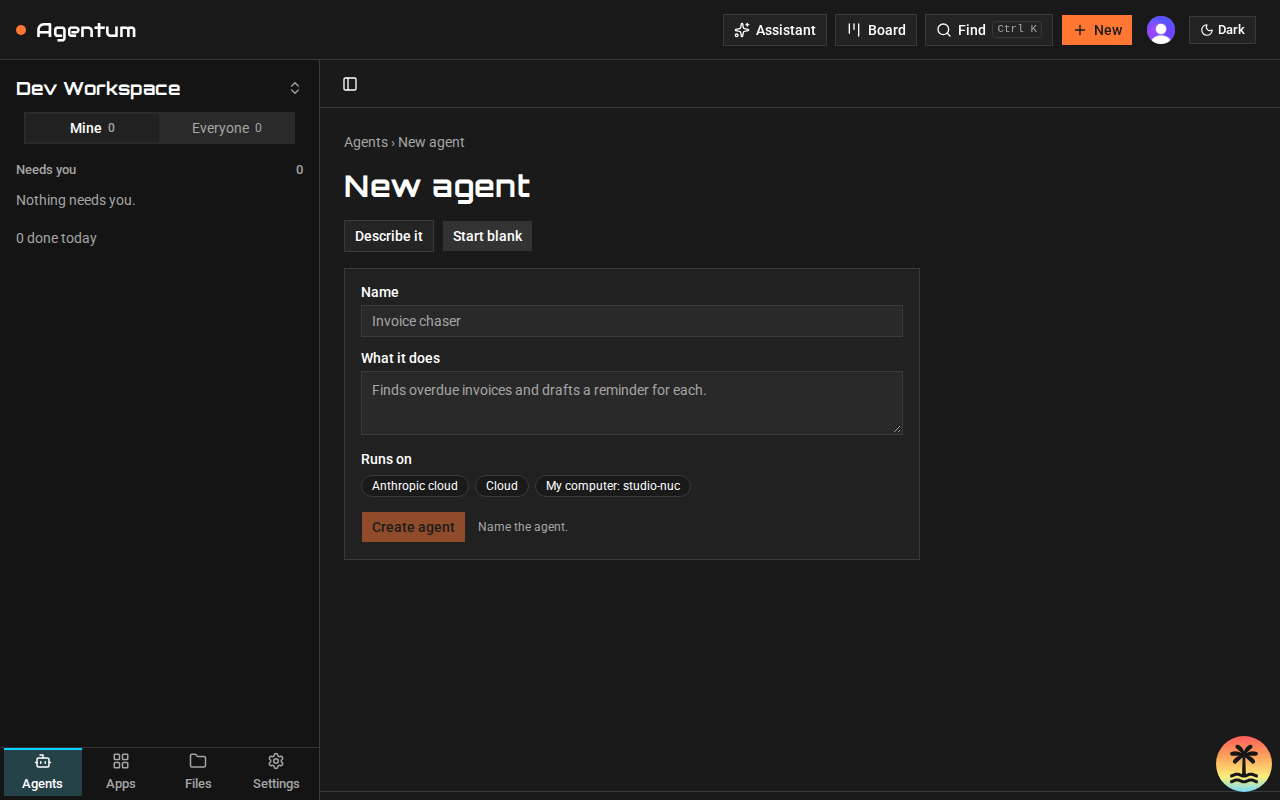 Agentum
Assistant
Board
Find Ctrl K
New
Dark
Dev Workspace
Mine 0
Everyone 0
Needs you 0
Nothing needs you.
0 done today
Agents › New agent
New agent
Describe it
Start blank
Name
Invoice chaser
What it does
Finds overdue invoices and drafts a reminder for each.
Runs on
Anthropic cloud
Cloud
My computer: studio-nuc
Create agent
Name the agent.
Agents
Apps
Files
Settings